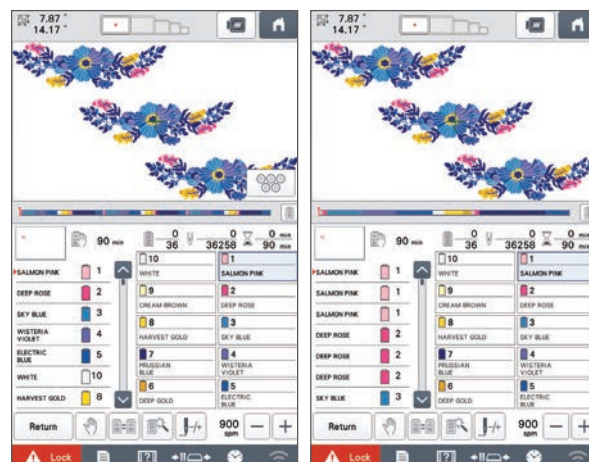 7.87"
14.17"
90 min
0
36
0
36258
0 min
90 min
SALMON PINK 1
DEEP ROSE 2
SKY BLUE 3
WISTERIA
VIOLET 4
ELECTRIC
BLUE 5
WHITE 10
HARVEST GOLD 8
10
WHITE
1
SALMON PINK
9
CREAM BROWN
2
DEEP ROSE
8
HARVEST GOLD
3
SKY BLUE
7
PRUSSIAN
BLUE
4
WISTERIA
VIOLET
6
DEEP GOLD
5
ELECTRIC
BLUE
Return
900
spm
Lock
7.87"
14.17"
90 min
0
36
0
36258
0 min
90 min
SALMON PINK 1
SALMON PINK 1
SALMON PINK 1
DEEP ROSE 2
DEEP ROSE 2
DEEP ROSE 2
SKY BLUE 3
10
WHITE
1
SALMON PINK
9
CREAM BROWN
2
DEEP ROSE
8
HARVEST GOLD
3
SKY BLUE
7
PRUSSIAN
BLUE
4
WISTERIA
VIOLET
6
DEEP GOLD
5
ELECTRIC
BLUE
Return
900
spm
Lock